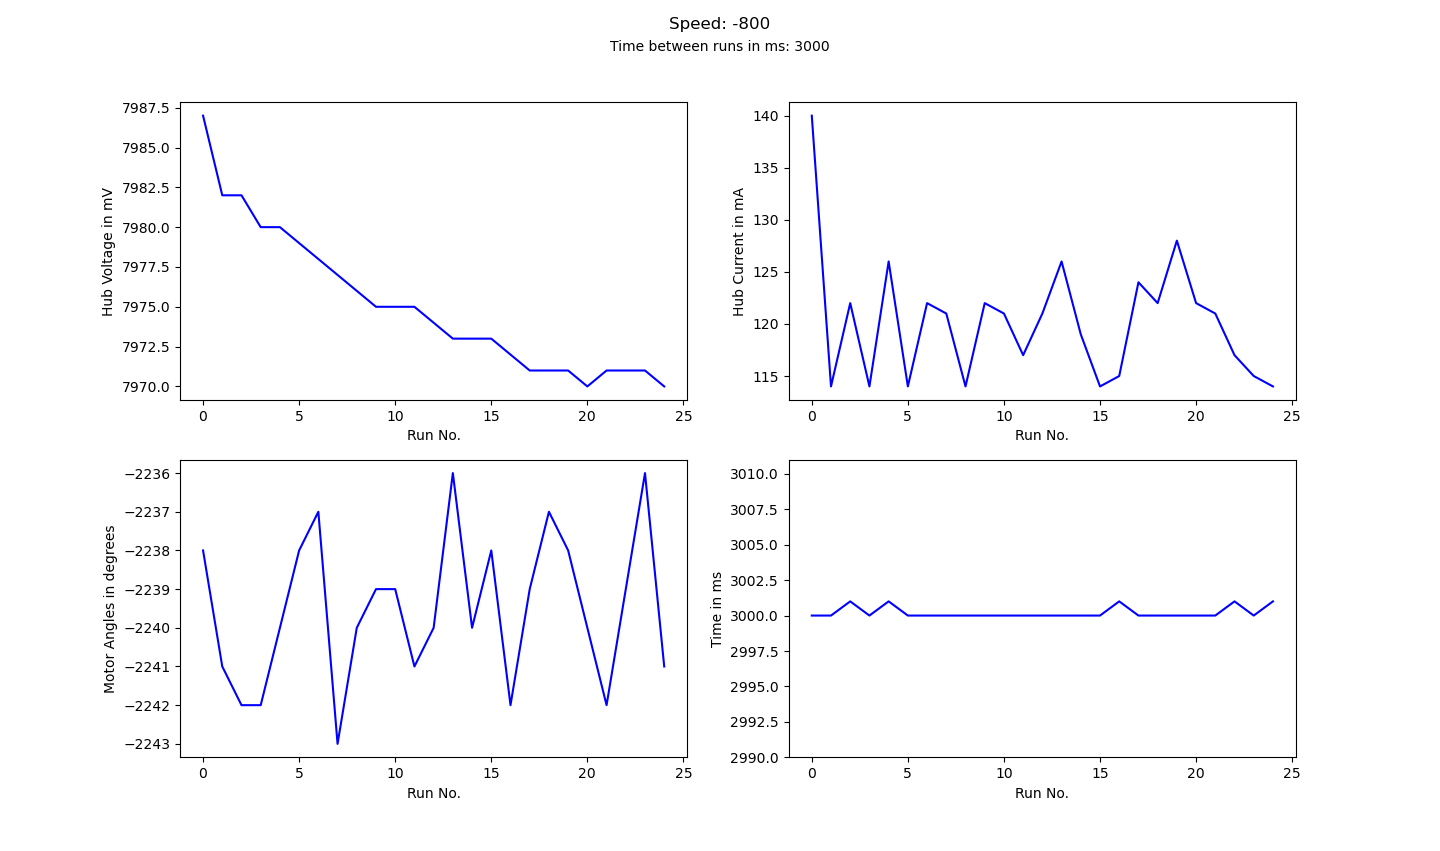 Speed: -800
Time between runs in ms: 3000
Hub Voltage in mV
7987.5
7985.0
7982.5
7980.0
7977.5
7975.0
7972.5
7970.0
0 5 10 15 20 25
Run No.
Hub Current in mA
140
135
130
125
120
115
0 5 10 15 20 25
Run No.
Motor Angles in degrees
−2236
−2237
−2238
−2239
−2240
−2241
−2242
−2243
0 5 10 15 20 25
Run No.
Time in ms
3010.0
3007.5
3005.0
3002.5
3000.0
2997.5
2995.0
2992.5
2990.0
0 5 10 15 20 25
Run No.